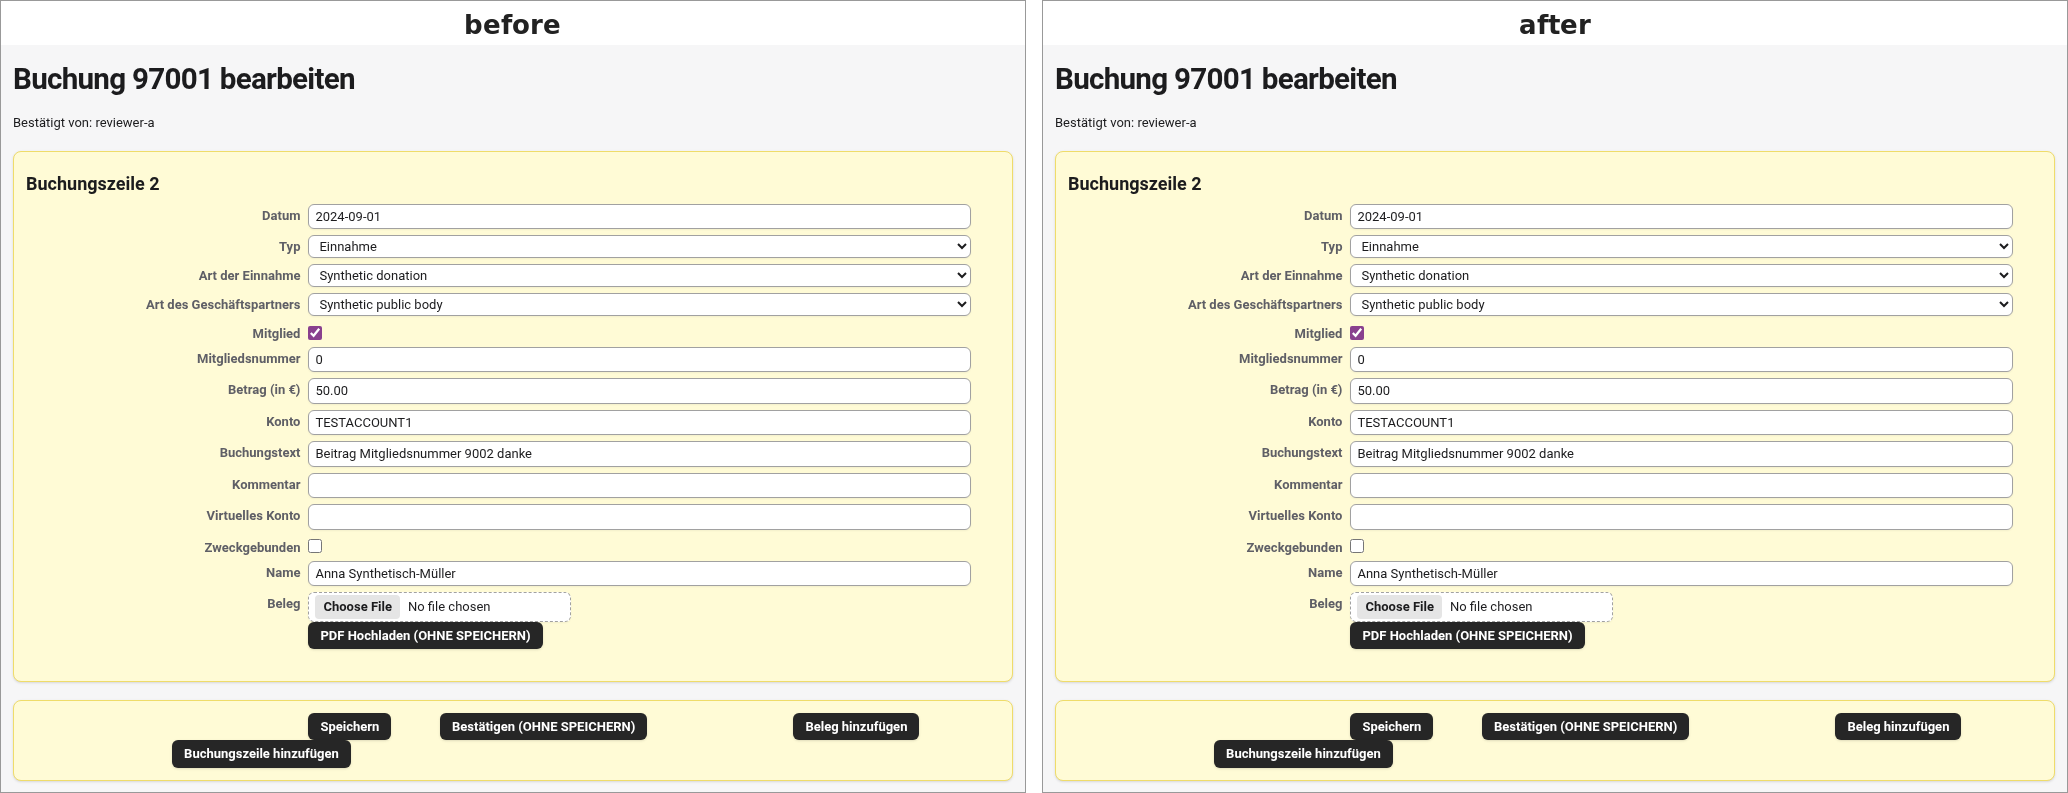 before
Buchung 97001 bearbeiten
Bestätigt von: reviewer-a
Buchungszeile 2
Datum 2024-09-01
Typ Einnahme
Art der Einnahme Synthetic donation
Art des Geschäftspartners Synthetic public body
Mitglied
Mitgliedsnummer 0
Betrag (in €) 50.00
Konto TESTACCOUNT1
Buchungstext Beitrag Mitgliedsnummer 9002 danke
Kommentar
Virtuelles Konto
Zweckgebunden
Name Anna Synthetisch-Müller
Beleg Choose File No file chosen
PDF Hochladen (OHNE SPEICHERN)
Speichern Bestätigen (OHNE SPEICHERN) Beleg hinzufügen
Buchungszeile hinzufügen
after
Buchung 97001 bearbeiten
Bestätigt von: reviewer-a
Buchungszeile 2
Datum 2024-09-01
Typ Einnahme
Art der Einnahme Synthetic donation
Art des Geschäftspartners Synthetic public body
Mitglied
Mitgliedsnummer 0
Betrag (in €) 50.00
Konto TESTACCOUNT1
Buchungstext Beitrag Mitgliedsnummer 9002 danke
Kommentar
Virtuelles Konto
Zweckgebunden
Name Anna Synthetisch-Müller
Beleg Choose File No file chosen
PDF Hochladen (OHNE SPEICHERN)
Speichern Bestätigen (OHNE SPEICHERN) Beleg hinzufügen
Buchungszeile hinzufügen